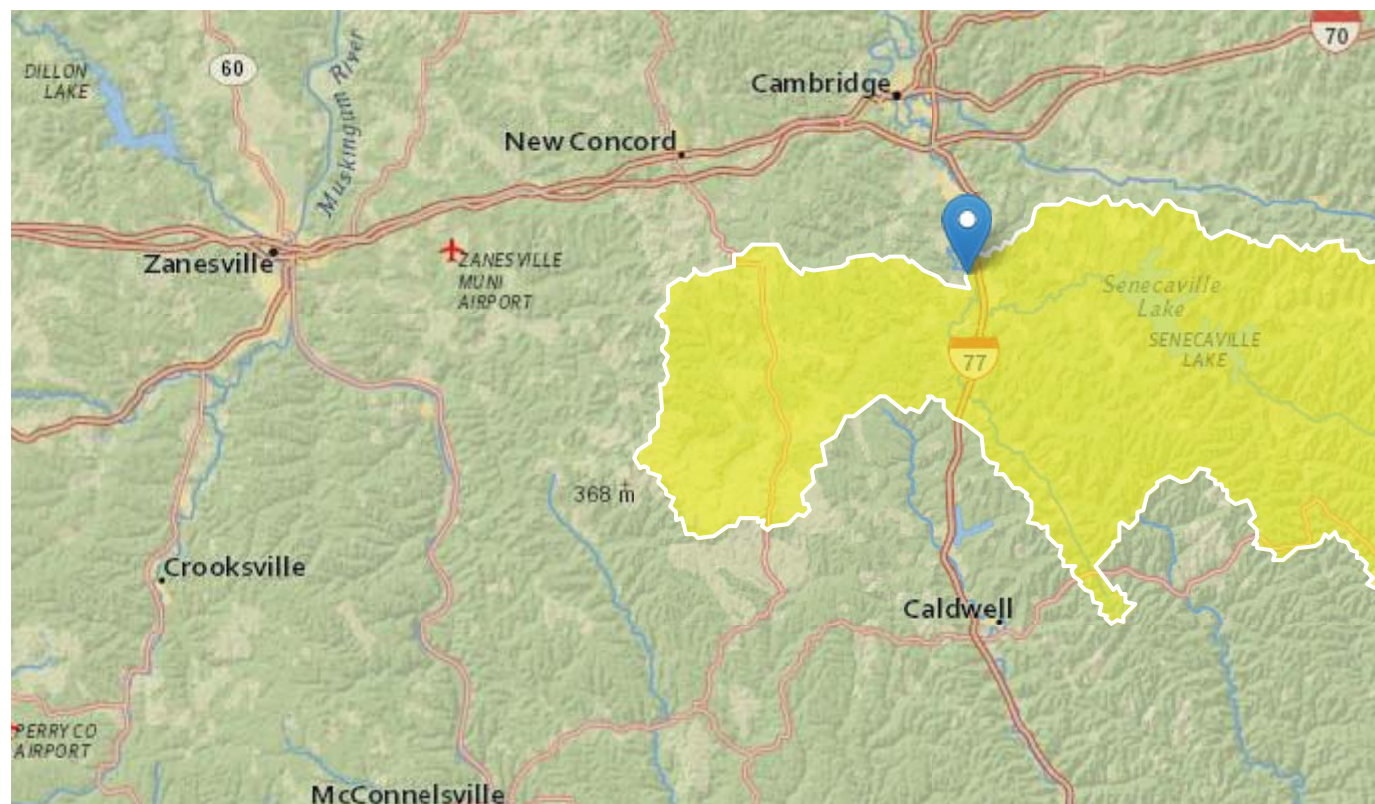 70
60
Muskingum River
DILLON
LAKE
Cambridge
New Concord
Zanesville
ZANESVILLE
MUNI
AIRPORT
Senecaville
Lake
SENECAVILLE
LAKE
77
368 m
Crooksville
Caldwell
PERRY CO
AIRPORT
McConnelsville